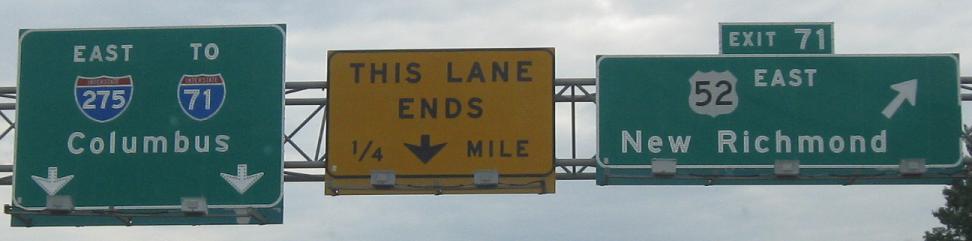 EAST TO
INTERSTATE 275 INTERSTATE 71
Columbus
THIS LANE
ENDS
1/4 MILE
EXIT 71
52 EAST
New Richmond